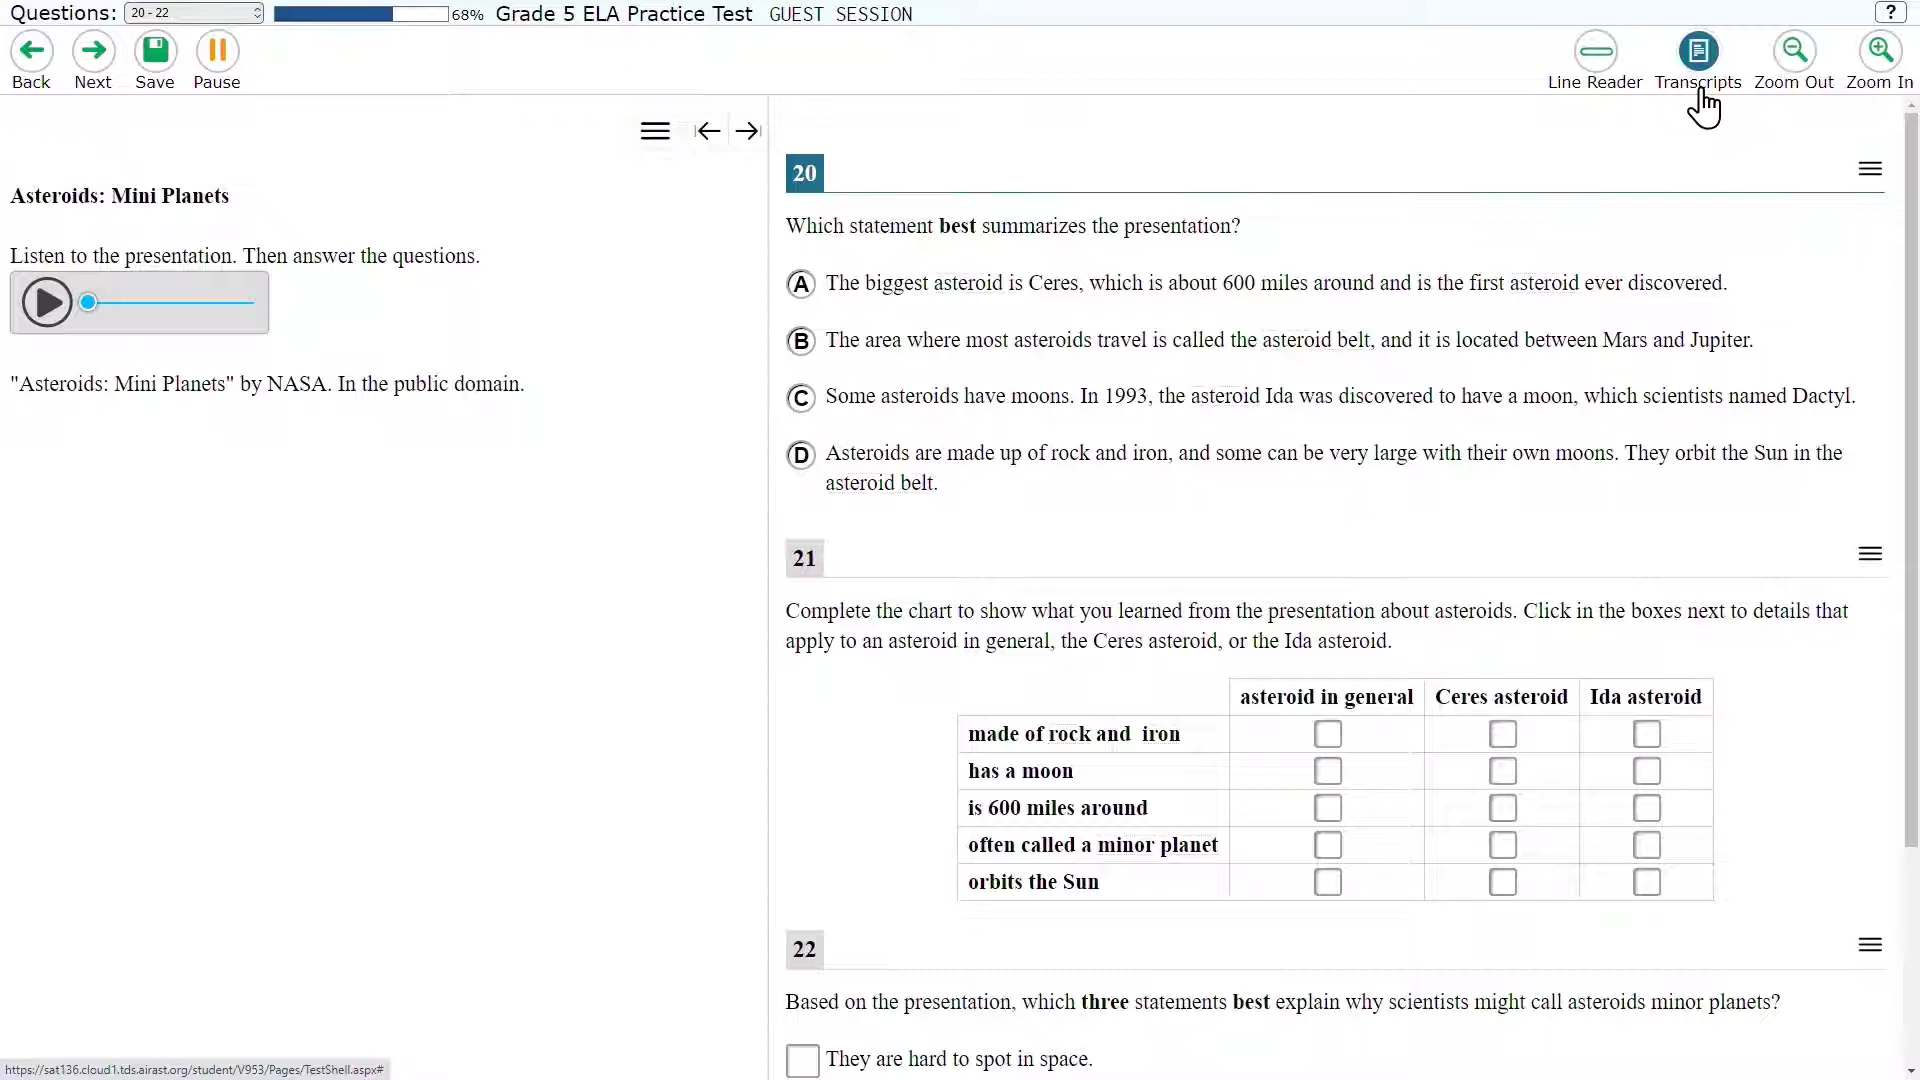 Questions: 20 - 22 68% Grade 5 ELA Practice Test GUEST SESSION ?
Back Next Save Pause Line Reader Transcripts Zoom Out Zoom In
Asteroids: Mini Planets
Listen to the presentation. Then answer the questions.
"Asteroids: Mini Planets" by NASA. In the public domain.
20
Which statement best summarizes the presentation?
A The biggest asteroid is Ceres, which is about 600 miles around and is the first asteroid ever discovered.
B The area where most asteroids travel is called the asteroid belt, and it is located between Mars and Jupiter.
C Some asteroids have moons. In 1993, the asteroid Ida was discovered to have a moon, which scientists named Dactyl.
D Asteroids are made up of rock and iron, and some can be very large with their own moons. They orbit the Sun in the
asteroid belt.
21
Complete the chart to show what you learned from the presentation about asteroids. Click in the boxes next to details that
apply to an asteroid in general, the Ceres asteroid, or the Ida asteroid.
asteroid in general Ceres asteroid Ida asteroid
made of rock and iron
has a moon
is 600 miles around
often called a minor planet
orbits the Sun
22
Based on the presentation, which three statements best explain why scientists might call asteroids minor planets?
They are hard to spot in space.
https://sat136.cloud1.tds.airast.org/student/V953/Pages/TestShell.aspx#